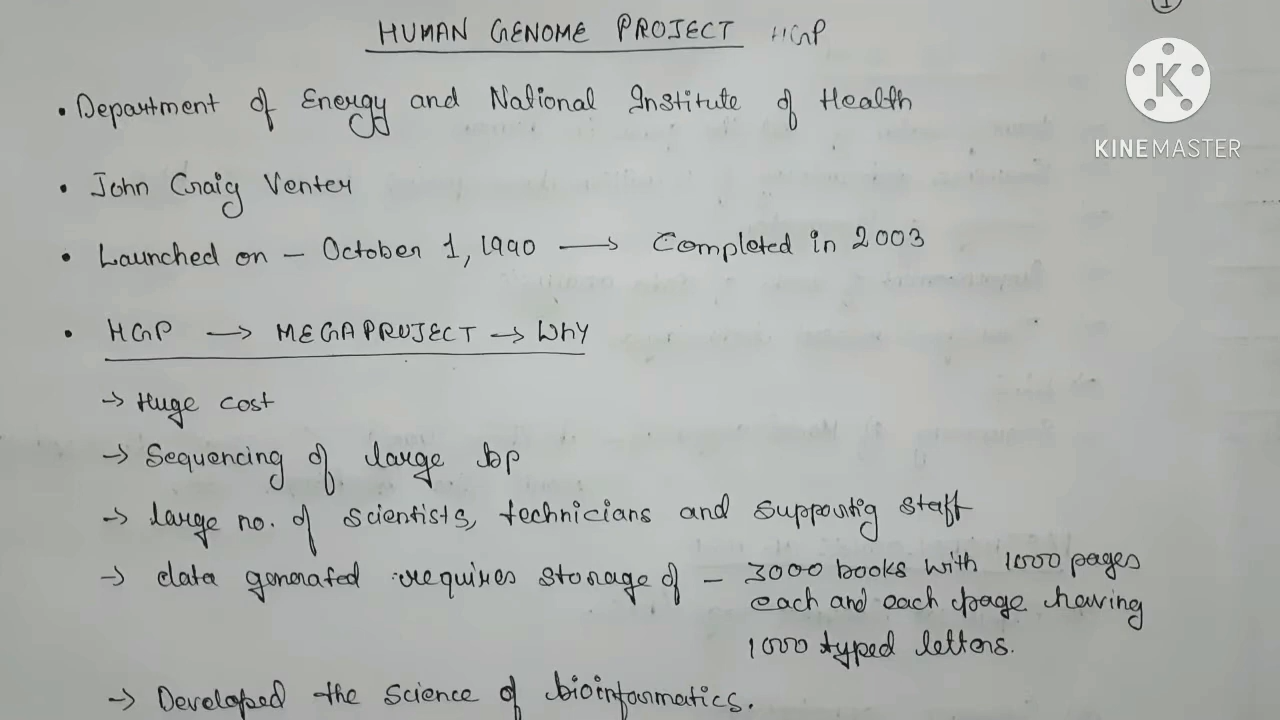 1
HUMAN GENOME PROJECT HGP
K
KINEMASTER
• Department of Energy and National Institute of Health
• John Craig Venter
• Launched on – October 1, 1990 → Completed in 2003
• HGP → MEGAPROJECT → WHY
→ Huge cost
→ Sequencing of large bp
→ large no. of scientists, technicians and supporting staff
→ data generated requires storage of – 3000 books with 1000 pages
each and each page having
1000 typed letters.
→ Developed the science of bioinformatics.